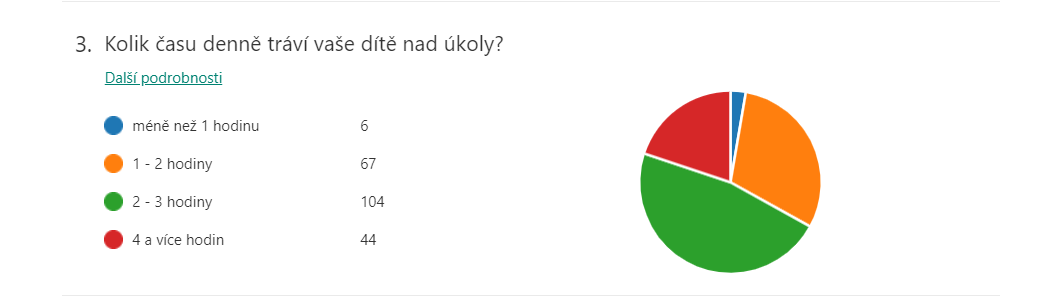 3. Kolik času denně tráví vaše dítě nad úkoly?
Další podrobnosti
méně než 1 hodinu 6
1 - 2 hodiny 67
2 - 3 hodiny 104
4 a více hodin 44